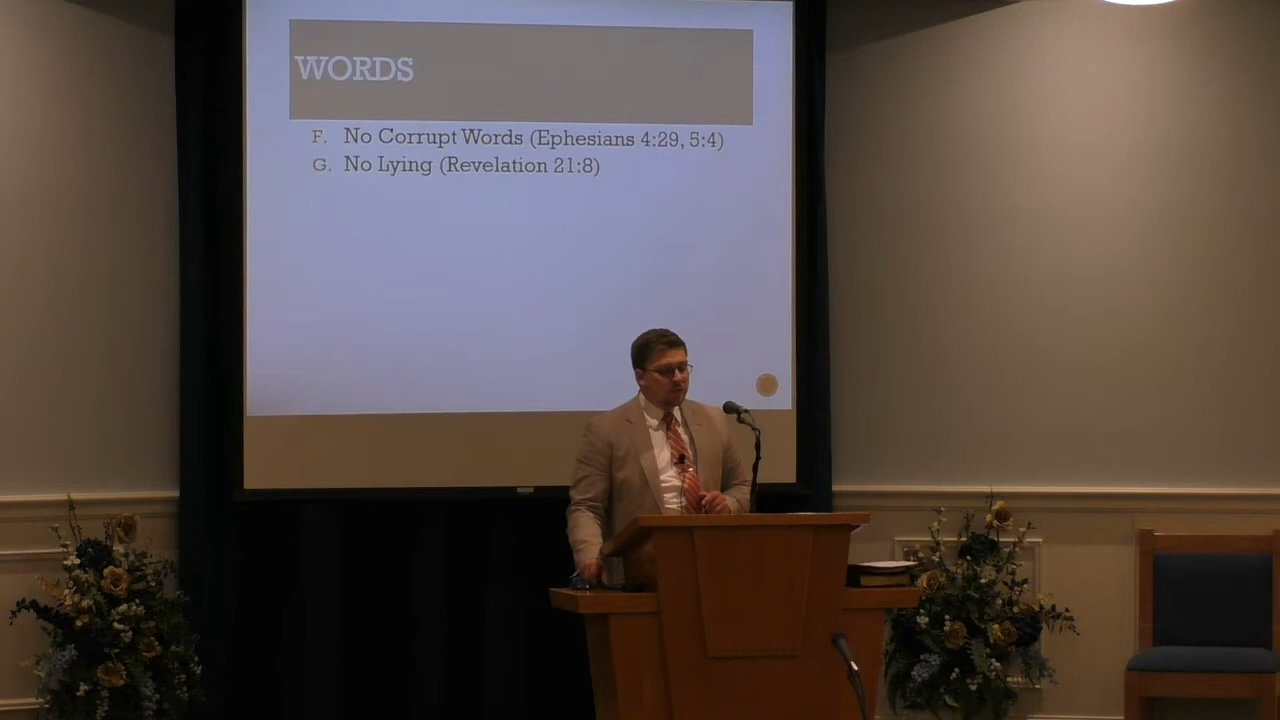 WORDS
F. No Corrupt Words (Ephesians 4:29, 5:4)
G. No Lying (Revelation 21:8)